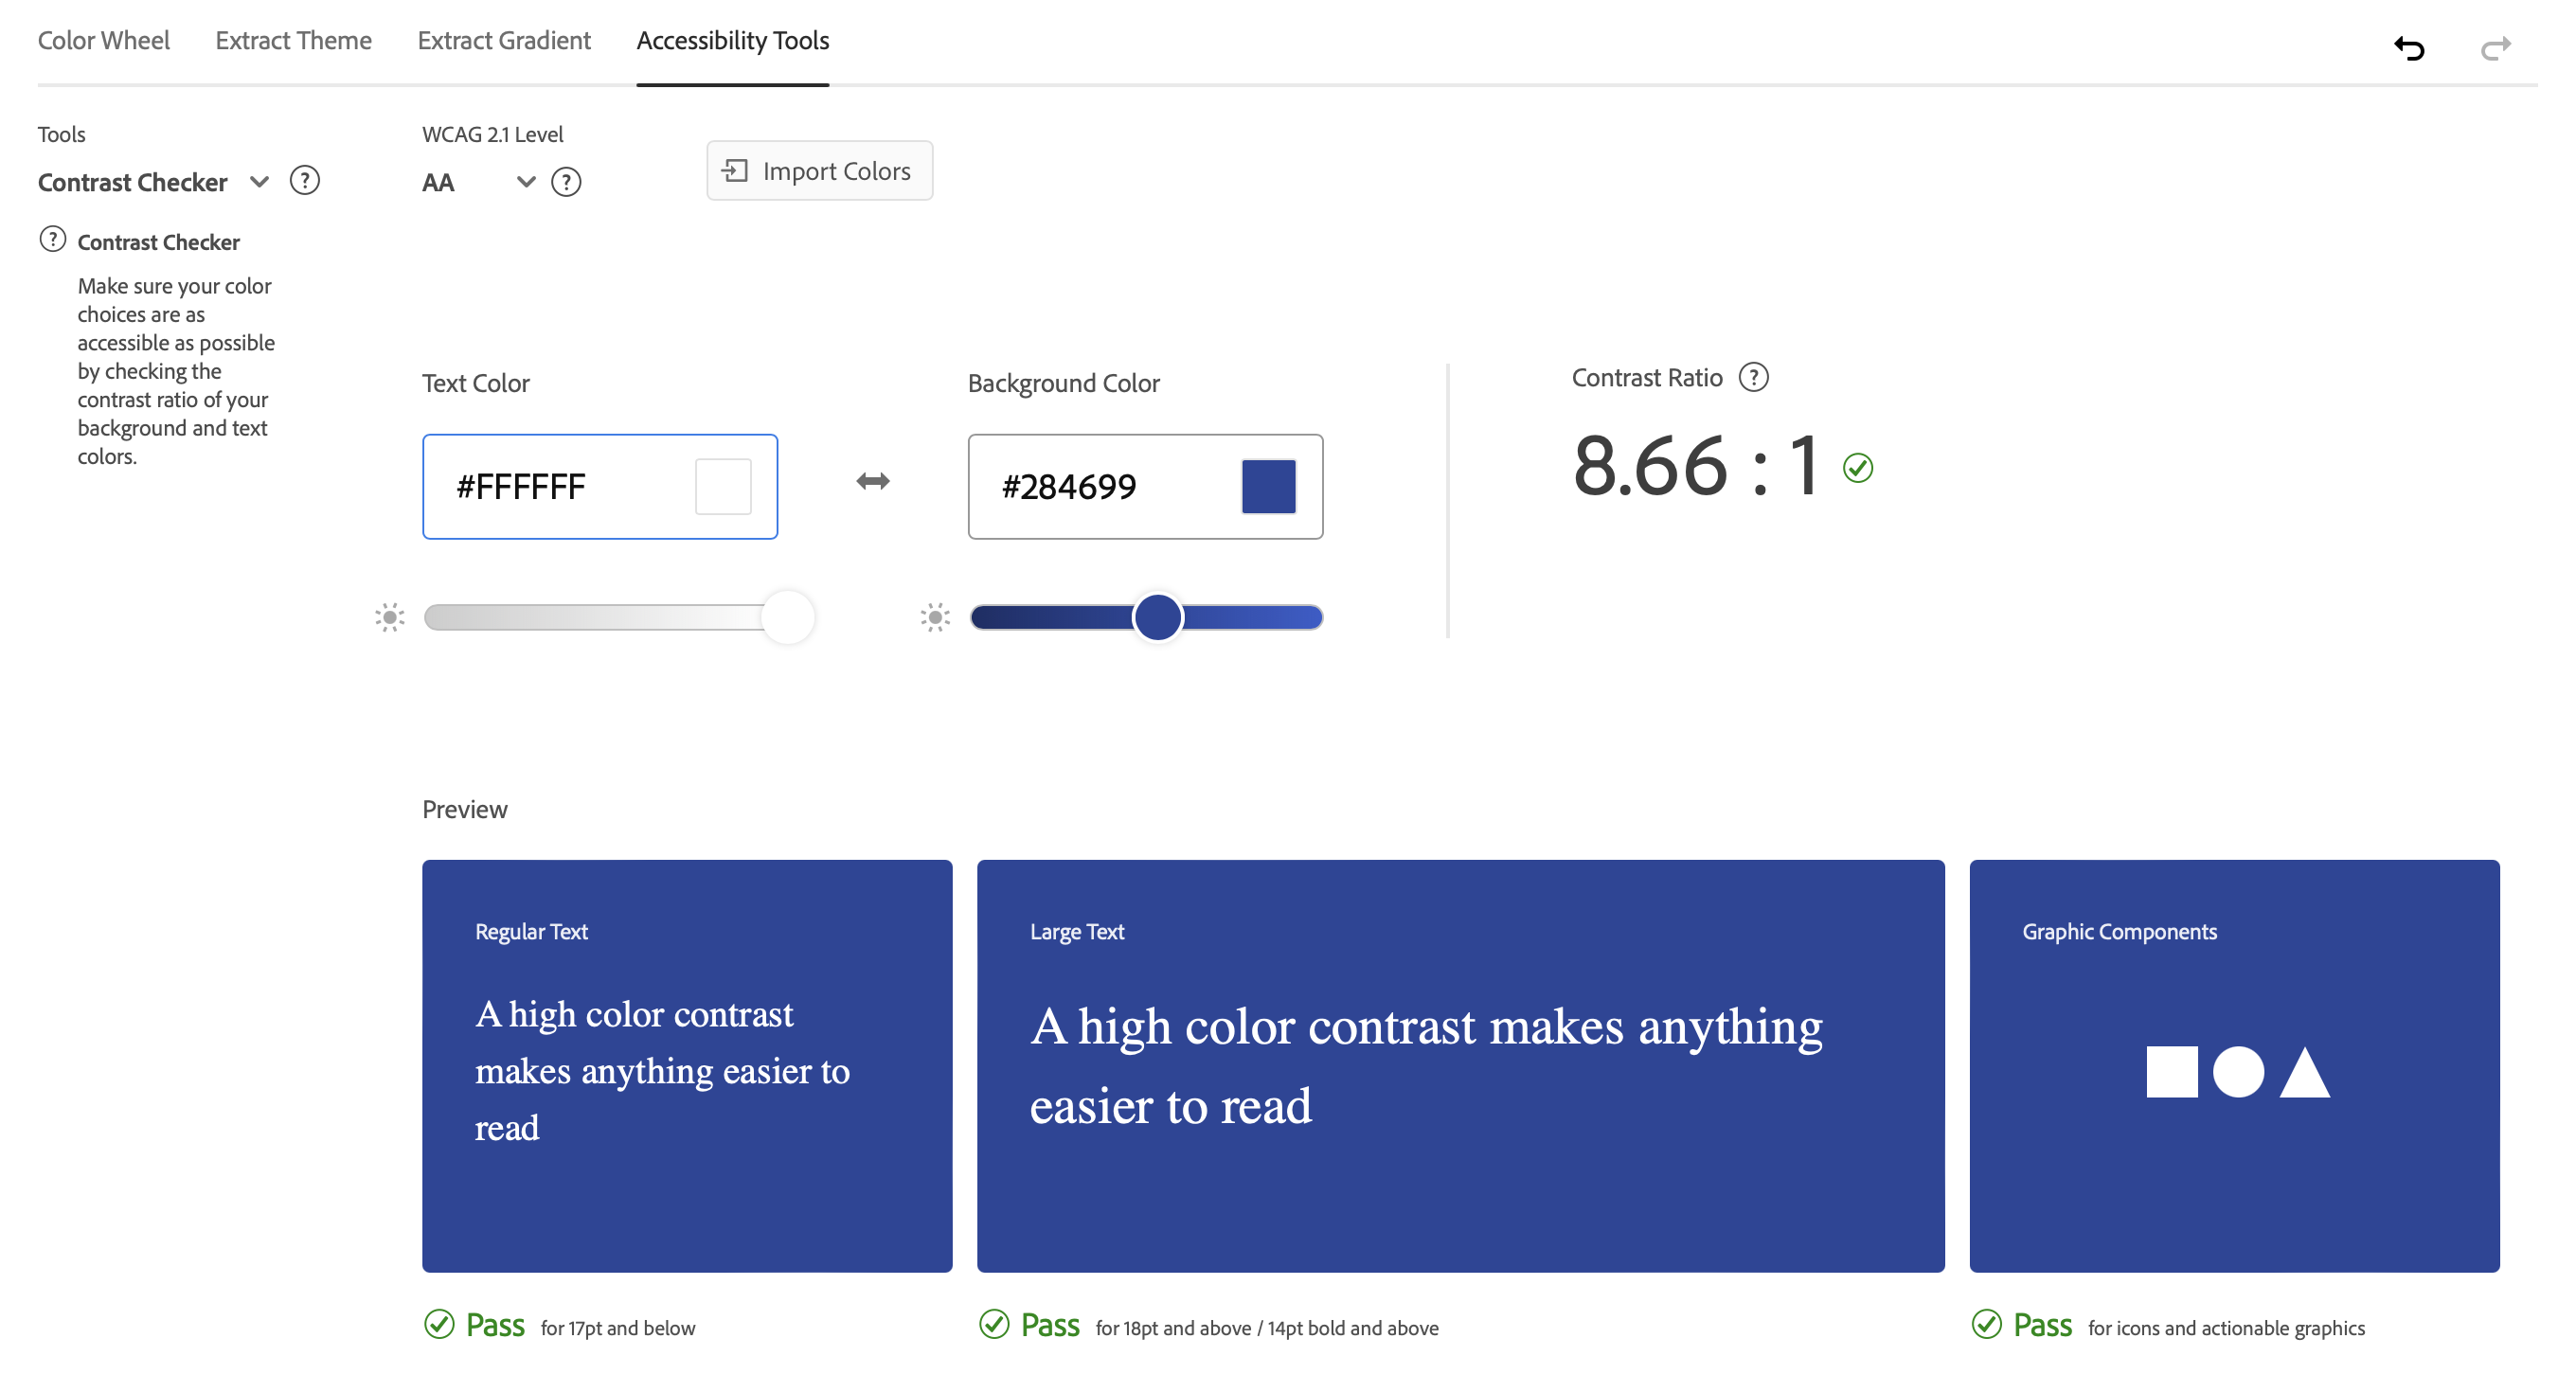 Color Wheel Extract Theme Extract Gradient Accessibility Tools
Tools
Contrast Checker
Contrast Checker
Make sure your color
choices are as
accessible as possible
by checking the
contrast ratio of your
background and text
colors.
WCAG 2.1 Level
AA
Import Colors
Text Color
#FFFFFF
Background Color
#284699
Contrast Ratio
8.66 : 1
Preview
Regular Text
A high color contrast
makes anything easier to
read
Pass for 17pt and below
Large Text
A high color contrast makes anything
easier to read
Pass for 18pt and above / 14pt bold and above
Graphic Components
Pass for icons and actionable graphics